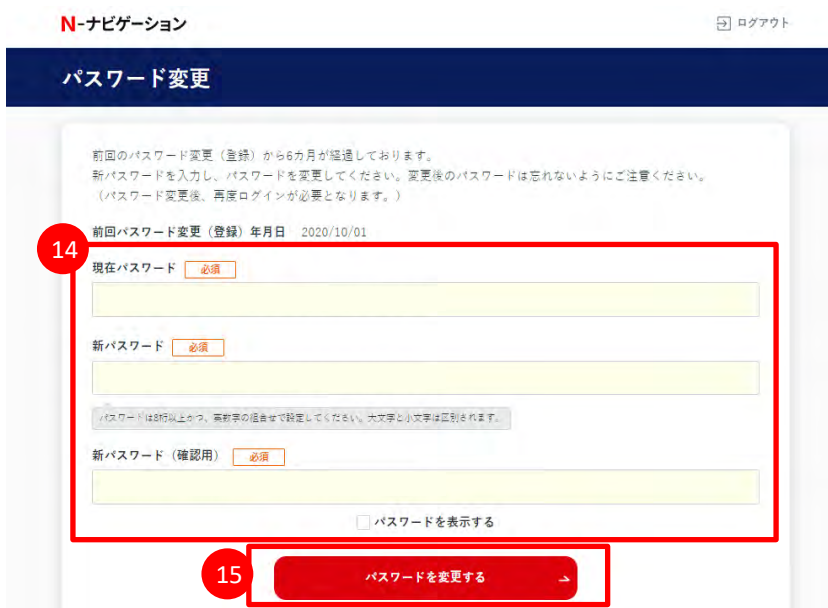 N-ナビゲーション
ログアウト
パスワード変更
前回のパスワード変更（登録）から6カ月が経過しております。
新パスワードを入力し、パスワードを変更してください。変更後のパスワードは忘れないようにご注意ください。
（パスワード変更後、再度ログインが必要となります。）
前回パスワード変更（登録）年月日 2020/10/01
14
現在パスワード 必須
新パスワード 必須
パスワードは8桁以上かつ、英数字の組合せで設定してください。大文字と小文字は区別されます。
新パスワード（確認用） 必須
パスワードを表示する
15
パスワードを変更する